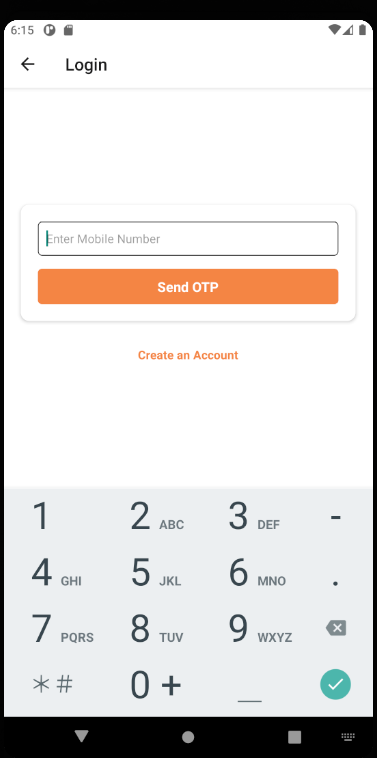 6:15
Login
Enter Mobile Number
Send OTP
Create an Account
1 2 ABC 3 DEF -
4 GHI 5 JKL 6 MNO .
7 PQRS 8 TUV 9 WXYZ
*# 0 + _